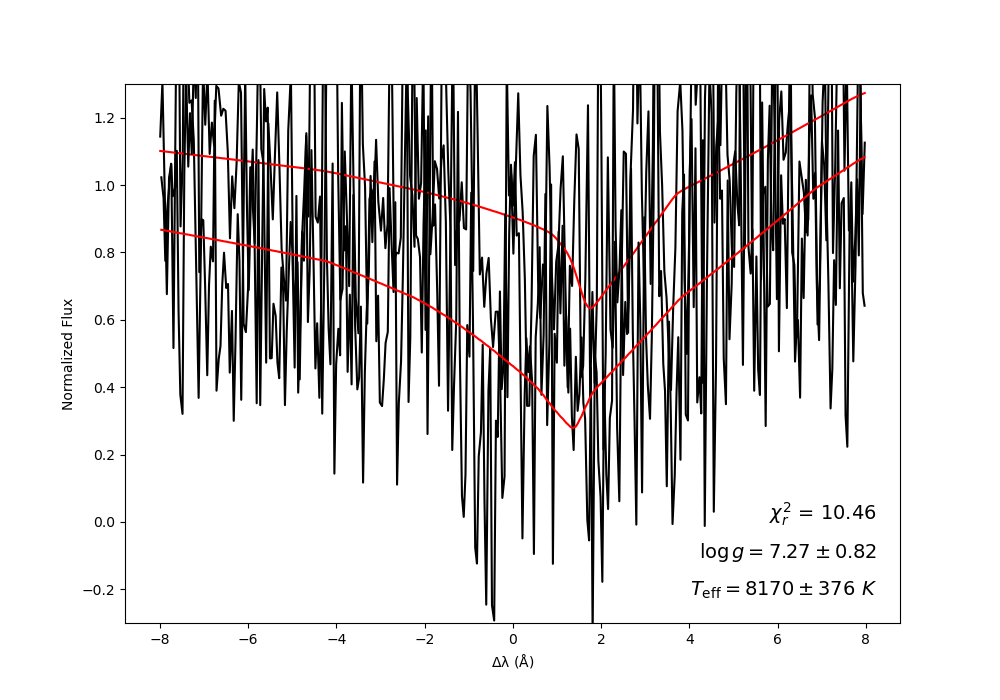 1.2
1.0
0.8
0.6
0.4
0.2
0.0
−0.2
Normalized Flux
χ²ᵣ = 10.46
log g = 7.27 ± 0.82
T_eff = 8170 ± 376 K
−8 −6 −4 −2 0 2 4 6 8
Δλ (Å)